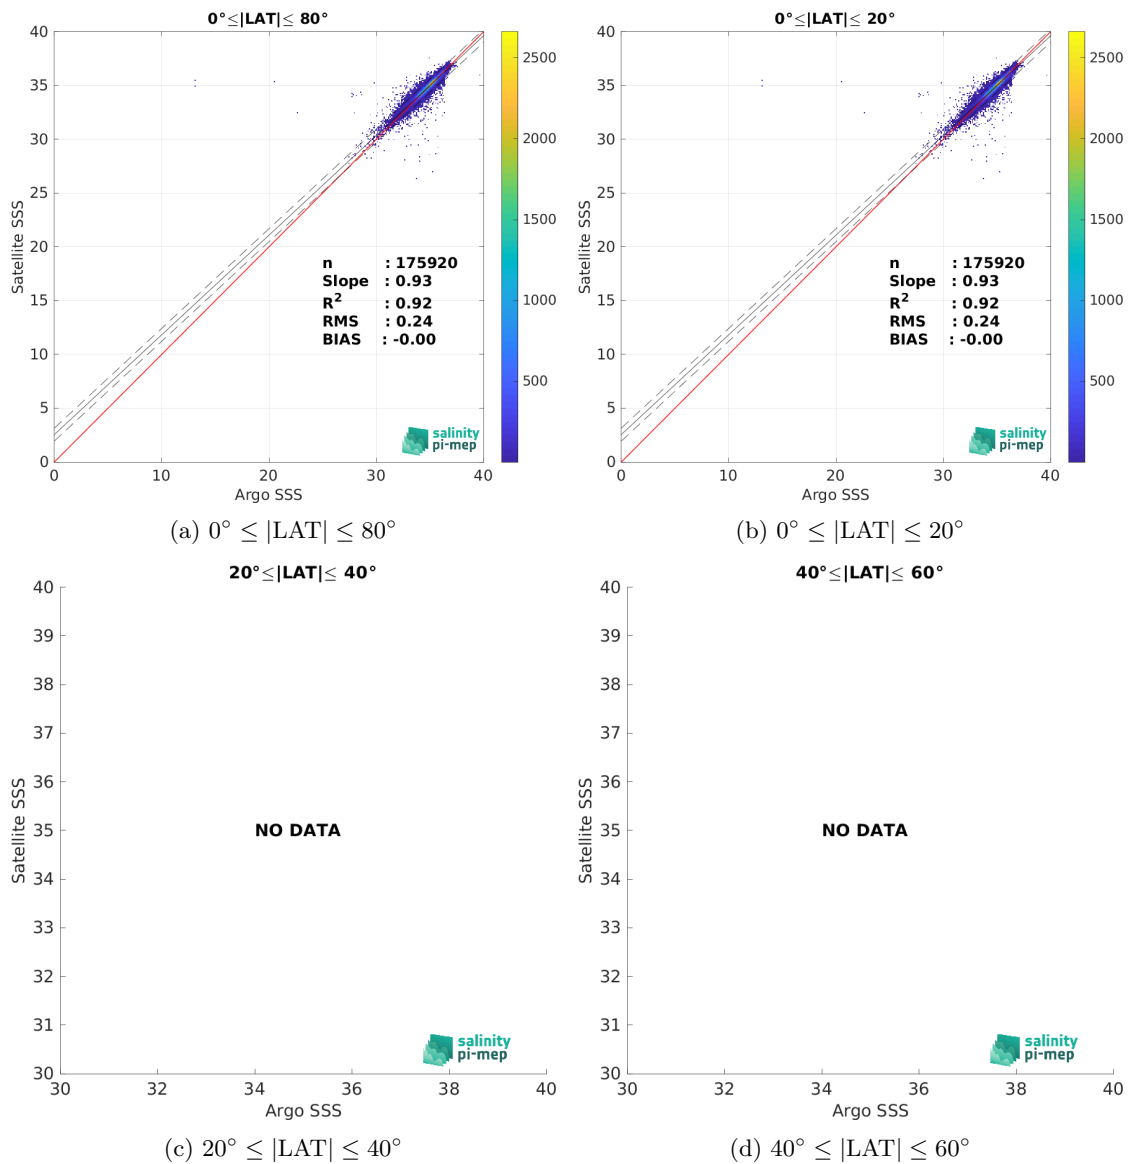 0°≤|LAT|≤ 80°
40
35
30
25
20
15
10
5
0
Satellite SSS
n : 175920
Slope : 0.93
R²  : 0.92
RMS : 0.24
BIAS : -0.00
salinity
pi-mep
0 10 20 30 40
Argo SSS
2500
2000
1500
1000
500
(a) 0° ≤ |LAT| ≤ 80°
0°≤|LAT|≤ 20°
40
35
30
25
20
15
10
5
0
Satellite SSS
n : 175920
Slope : 0.93
R² : 0.92
RMS : 0.24
BIAS : -0.00
salinity
pi-mep
0 10 20 30 40
Argo SSS
2500
2000
1500
1000
500
(b) 0° ≤ |LAT| ≤ 20°
20°≤|LAT|≤ 40°
40
39
38
37
36
35
34
33
32
31
30
Satellite SSS
NO DATA
salinity
pi-mep
30 32 34 36 38 40
Argo SSS
(c) 20° ≤ |LAT| ≤ 40°
40°≤|LAT|≤ 60°
40
39
38
37
36
35
34
33
32
31
30
Satellite SSS
NO DATA
salinity
pi-mep
30 32 34 36 38 40
Argo SSS
(d) 40° ≤ |LAT| ≤ 60°